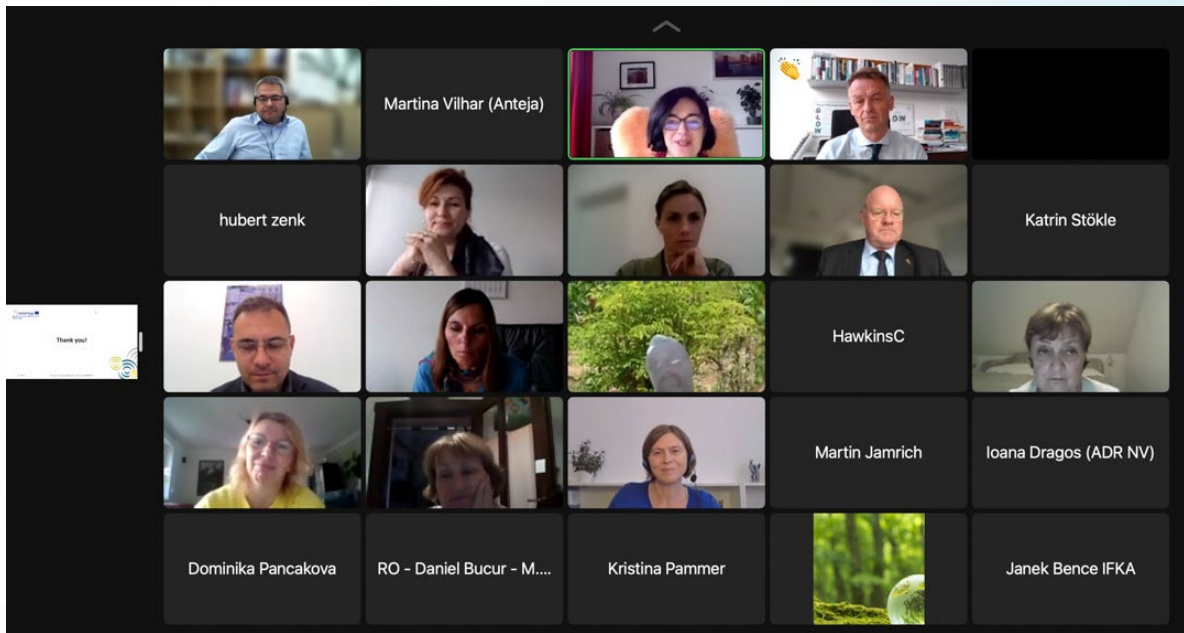 Martina Vilhar (Anteja)
hubert zenk
Katrin Stökle
Thank you!
HawkinsC
Martin Jamrich
Ioana Dragos (ADR NV)
Dominika Pancakova
RO - Daniel Bucur - M....
Kristina Pammer
Janek Bence IFKA